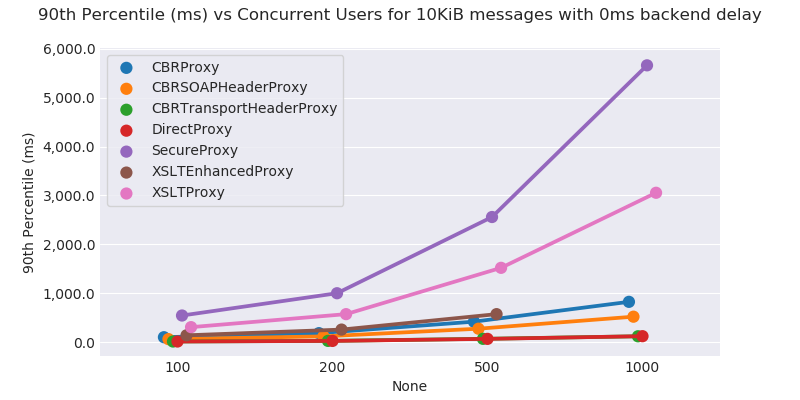 90th Percentile (ms) vs Concurrent Users for 10KiB messages with 0ms backend delay
6,000.0
5,000.0
4,000.0
3,000.0
2,000.0
1,000.0
0.0
90th Percentile (ms)
CBRProxy
CBRSOAPHeaderProxy
CBRTransportHeaderProxy
DirectProxy
SecureProxy
XSLTEnhancedProxy
XSLTProxy
100 200 500 1000
None